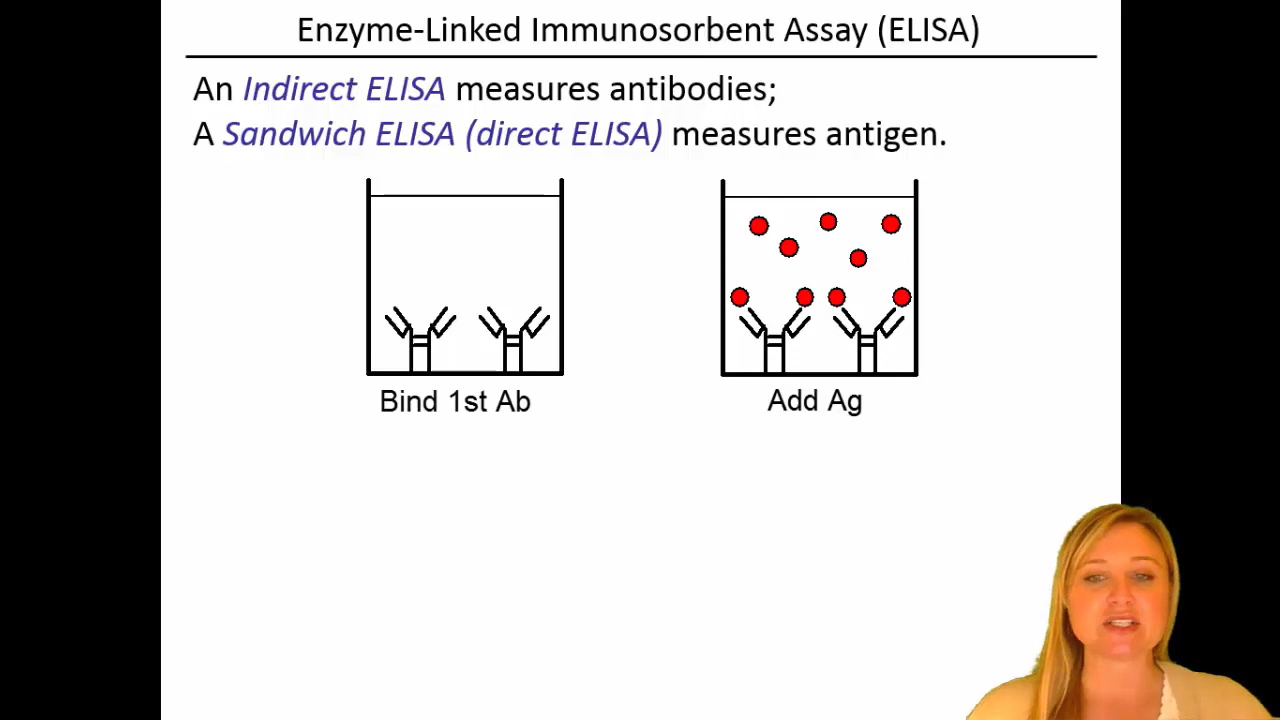 Enzyme-Linked Immunosorbent Assay (ELISA)
An Indirect ELISA measures antibodies;
A Sandwich ELISA (direct ELISA) measures antigen.
Bind 1st Ab
Add Ag